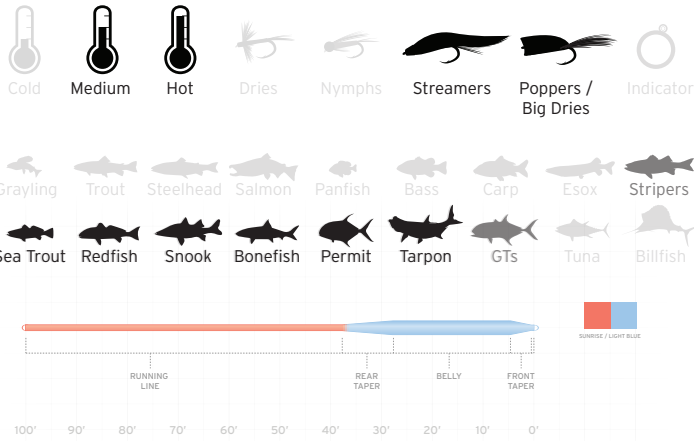 Cold Medium Hot Dries Nymphs Streamers Poppers / Big Dries Indicator
Grayling Trout Steelhead Salmon Panfish Bass Carp Esox Stripers
Sea Trout Redfish Snook Bonefish Permit Tarpon GTs Tuna Billfish
SUNRISE / LIGHT BLUE
RUNNING LINE REAR TAPER BELLY FRONT TAPER
100' 90' 80' 70' 60' 50' 40' 30' 20' 10' 0'